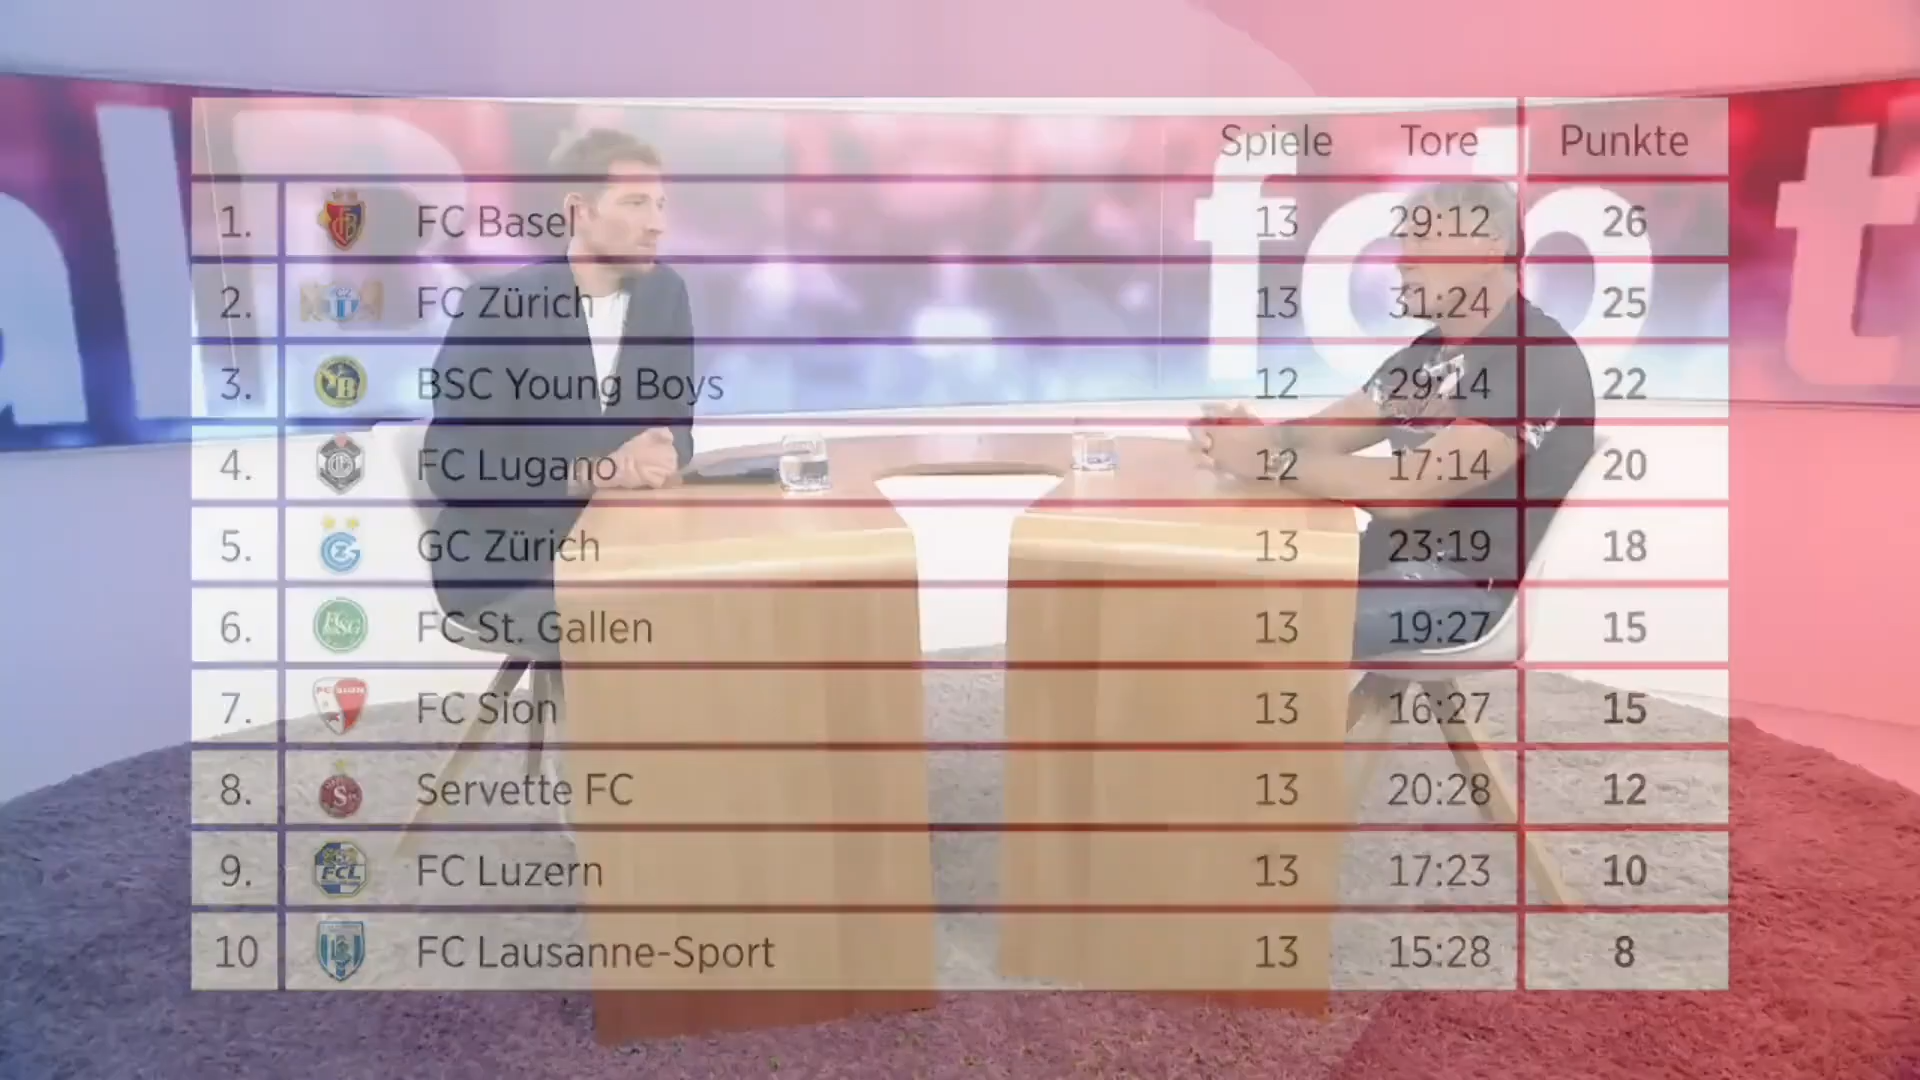 al R
fcb t
Spiele Tore Punkte
1. FC Basel 13 29:12 26
2. FC Zürich 13 31:24 25
3. BSC Young Boys 12 29:14 22
4. FC Lugano 12 17:14 20
5. GC Zürich 13 23:19 18
6. FC St. Gallen 13 19:27 15
7. FC Sion 13 16:27 15
8. Servette FC 13 20:28 12
9. FC Luzern 13 17:23 10
10 FC Lausanne-Sport 13 15:28 8